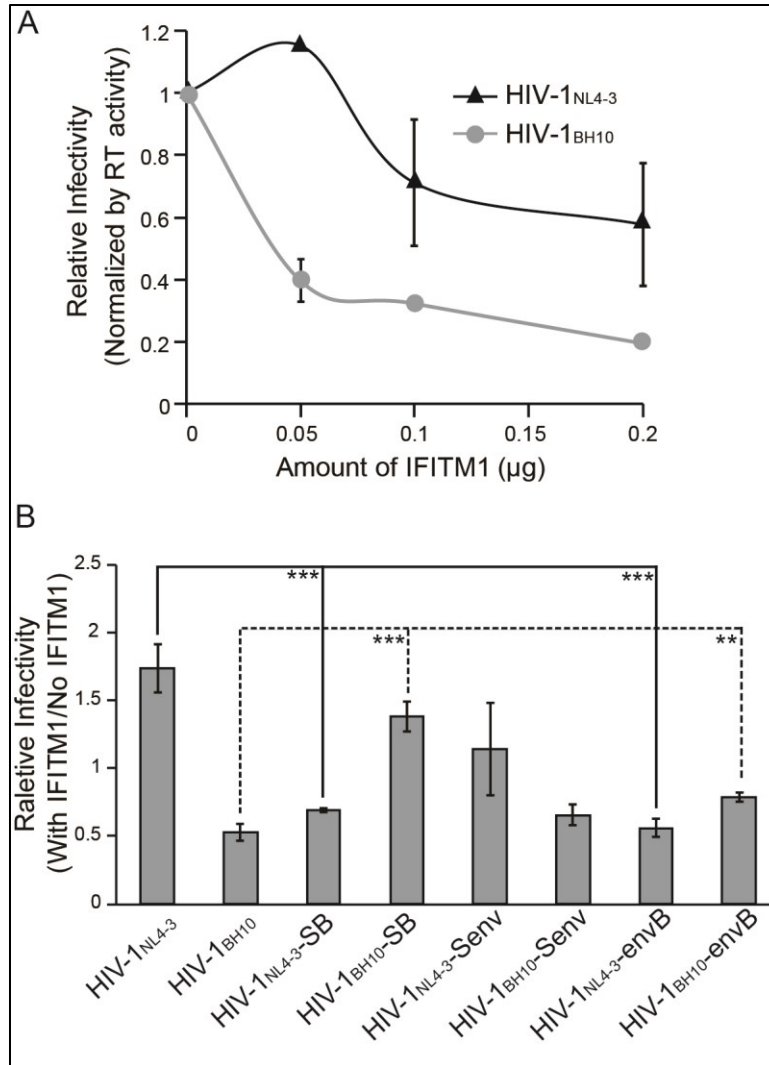 A
Relative Infectivity
(Normalized by RT activity)
1.2
1
0.8
0.6
0.4
0.2
0
HIV-1NL4-3
HIV-1BH10
0 0.05 0.1 0.15 0.2
Amount of IFITM1 (µg)
B
Raletive Infectivity
(With IFITM1/No IFITM1)
2.5
2
1.5
1
0.5
0
*** ***
*** **
HIV-1NL4-3
HIV-1BH10
HIV-1NL4-3-SB
HIV-1BH10-SB
HIV-1NL4-3-Senv
HIV-1BH10-Senv
HIV-1NL4-3-envB
HIV-1BH10-envB